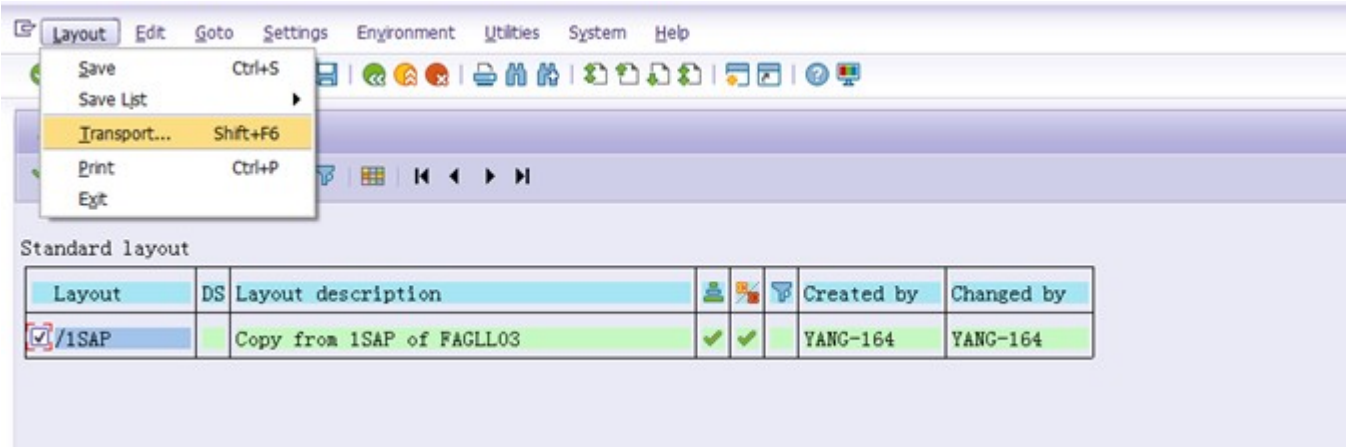 Layout Edit Goto Settings Environment Utilities System Help
Save Ctrl+S
Save List
Transport... Shift+F6
Print Ctrl+P
Exit
Standard layout
Layout DS Layout description Created by Changed by
/1SAP Copy from 1SAP of FAGLL03 YANG-164 YANG-164